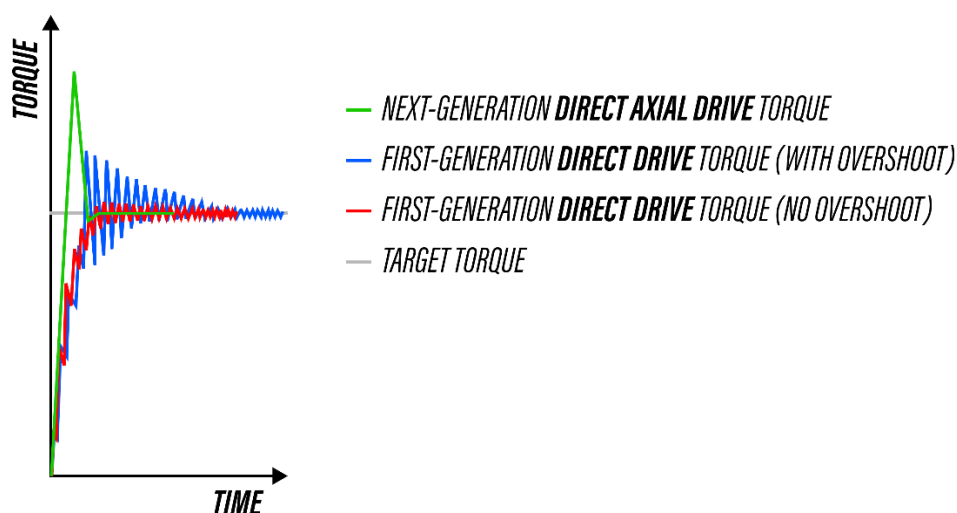 TORQUE
NEXT-GENERATION DIRECT AXIAL DRIVE TORQUE
FIRST-GENERATION DIRECT DRIVE TORQUE (WITH OVERSHOOT)
FIRST-GENERATION DIRECT DRIVE TORQUE (NO OVERSHOOT)
TARGET TORQUE
TIME